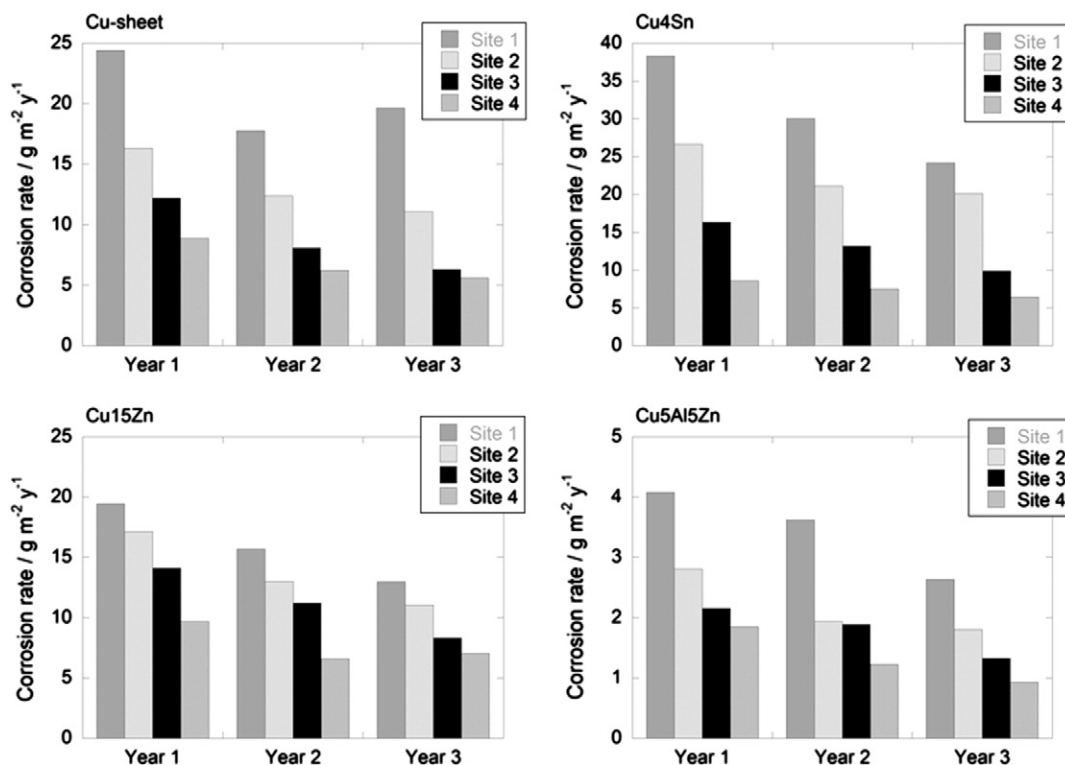 Cu-sheet
Corrosion rate / g m⁻² y⁻¹
25
20
15
10
5
0
Year 1
Year 2
Year 3
Site 1
Site 2
Site 3
Site 4
Cu4Sn
Corrosion rate / g m⁻² y⁻¹
40
35
30
25
20
15
10
5
0
Year 1
Year 2
Year 3
Site 1
Site 2
Site 3
Site 4
Cu15Zn
Corrosion rate / g m⁻² y⁻¹
25
20
15
10
5
0
Year 1
Year 2
Year 3
Site 1
Site 2
Site 3
Site 4
Cu5Al5Zn
Corrosion rate / g m⁻² y⁻¹
5
4
3
2
1
0
Year 1
Year 2
Year 3
Site 1
Site 2
Site 3
Site 4